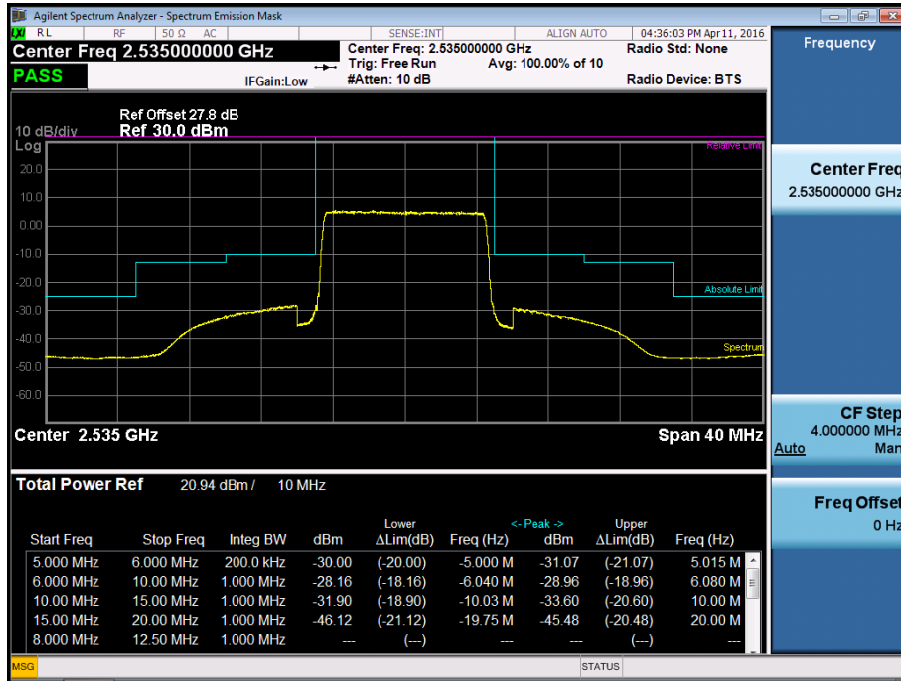 Agilent Spectrum Analyzer - Spectrum Emission Mask
LXI RL RF 50 Ω AC SENSE:INT ALIGN AUTO 04:36:03 PM Apr 11, 2016
Center Freq 2.535000000 GHz
PASS
IFGain:Low
Center Freq: 2.535000000 GHz
Trig: Free Run Avg: 100.00% of 10
#Atten: 10 dB
Radio Std: None
Radio Device: BTS
Ref Offset 27.8 dB
10 dB/div Ref 30.0 dBm
Log
Relative Limit
20.0
10.0
0.00
-10.0
-20.0
Absolute Limit
-30.0
-40.0
Spectrum
-50.0
-60.0
Center 2.535 GHz Span 40 MHz
Total Power Ref 20.94 dBm / 10 MHz
Lower <- Peak -> Upper
Start Freq Stop Freq Integ BW dBm ΔLim(dB) Freq (Hz) dBm ΔLim(dB) Freq (Hz)
5.000 MHz 6.000 MHz 200.0 kHz -30.00 (-20.00) -5.000 M -31.07 (-21.07) 5.015 M
6.000 MHz 10.00 MHz 1.000 MHz -28.16 (-18.16) -6.040 M -28.96 (-18.96) 6.080 M
10.00 MHz 15.00 MHz 1.000 MHz -31.90 (-18.90) -10.03 M -33.60 (-20.60) 10.00 M
15.00 MHz 20.00 MHz 1.000 MHz -46.12 (-21.12) -19.75 M -45.48 (-20.48) 20.00 M
8.000 MHz 12.50 MHz 1.000 MHz --- (---) --- --- (---) ---
MSG STATUS
Frequency
Center Freq
2.535000000 GHz
CF Step
4.000000 MHz
Auto Man
Freq Offset
0 Hz